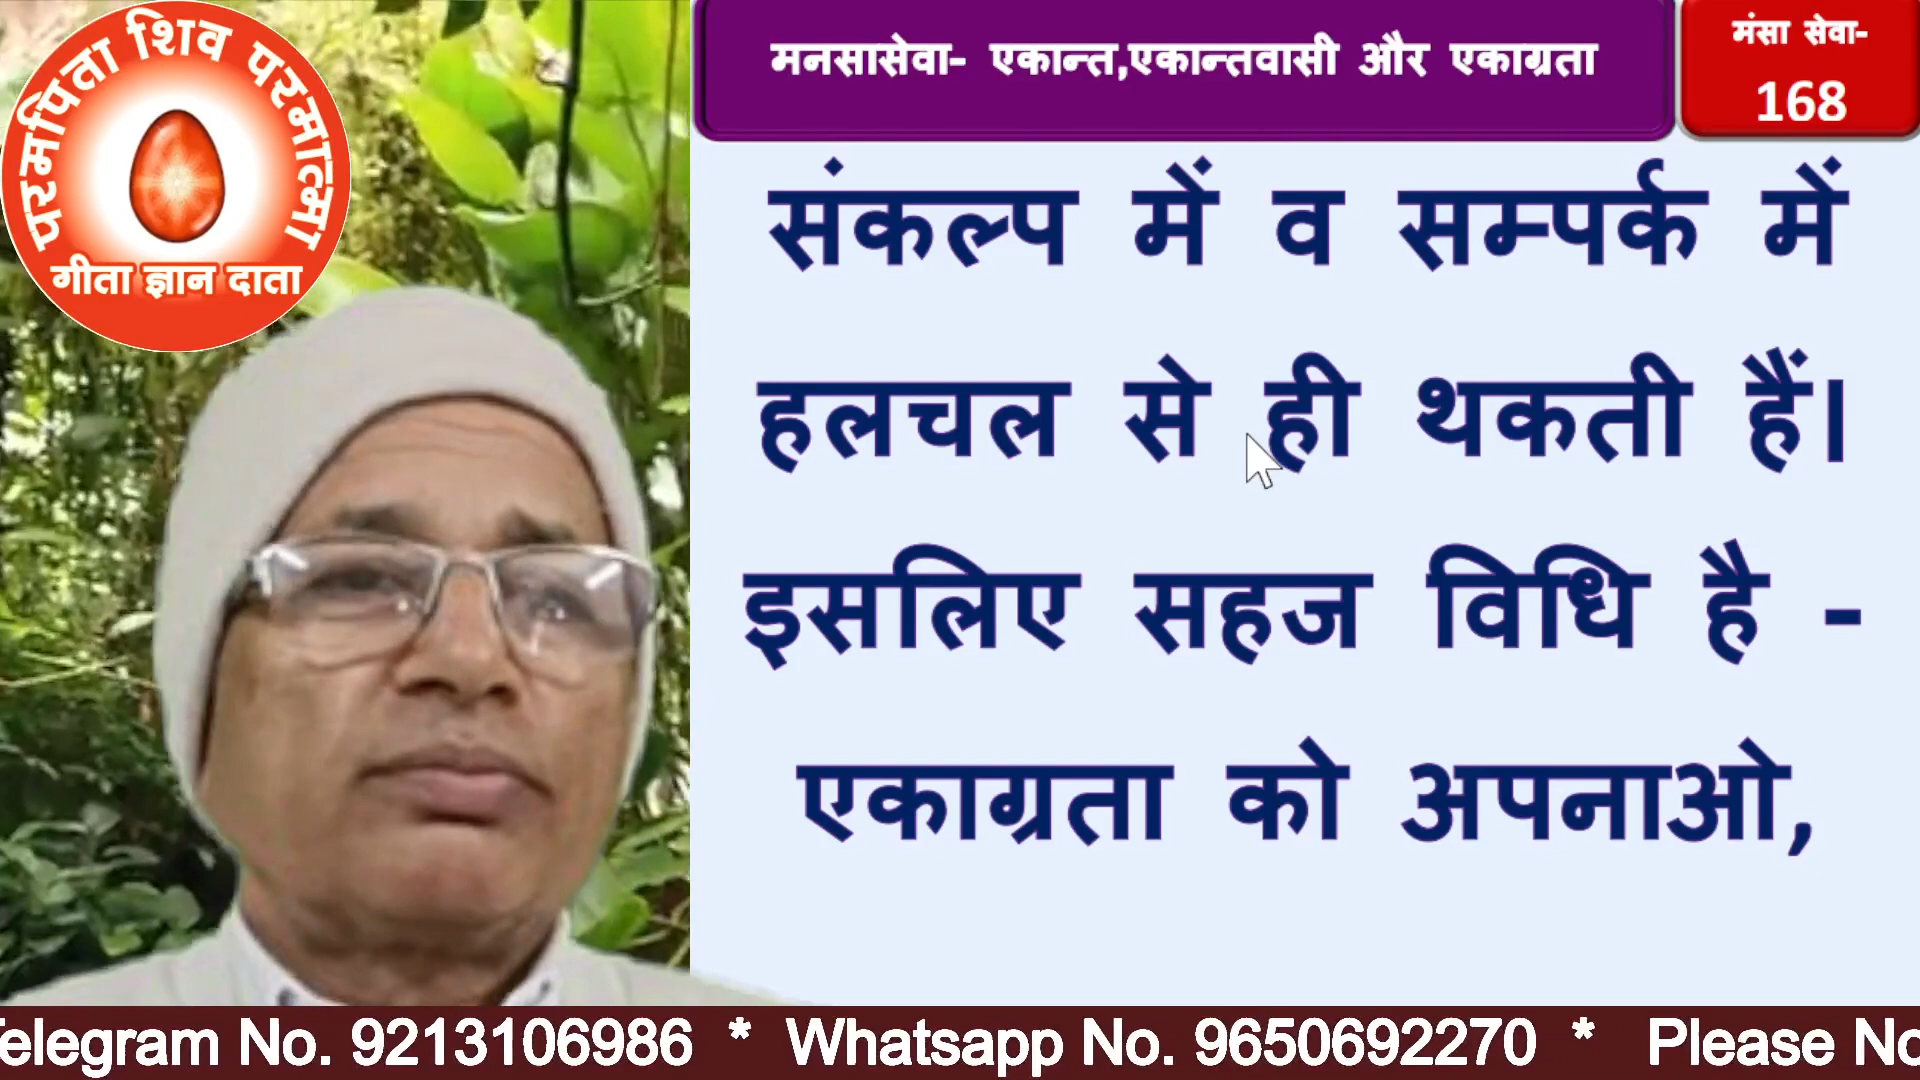 परमपिता शिव परमात्मा
गीता ज्ञान दाता
मनसासेवा- एकान्त,एकान्तवासी और एकाग्रता
मंसा सेवा-
168
संकल्प में व सम्पर्क में
हलचल से ही थकती हैं।
इसलिए सहज विधि है -
एकाग्रता को अपनाओ,
Telegram No. 9213106986 * Whatsapp No. 9650692270 * Please No